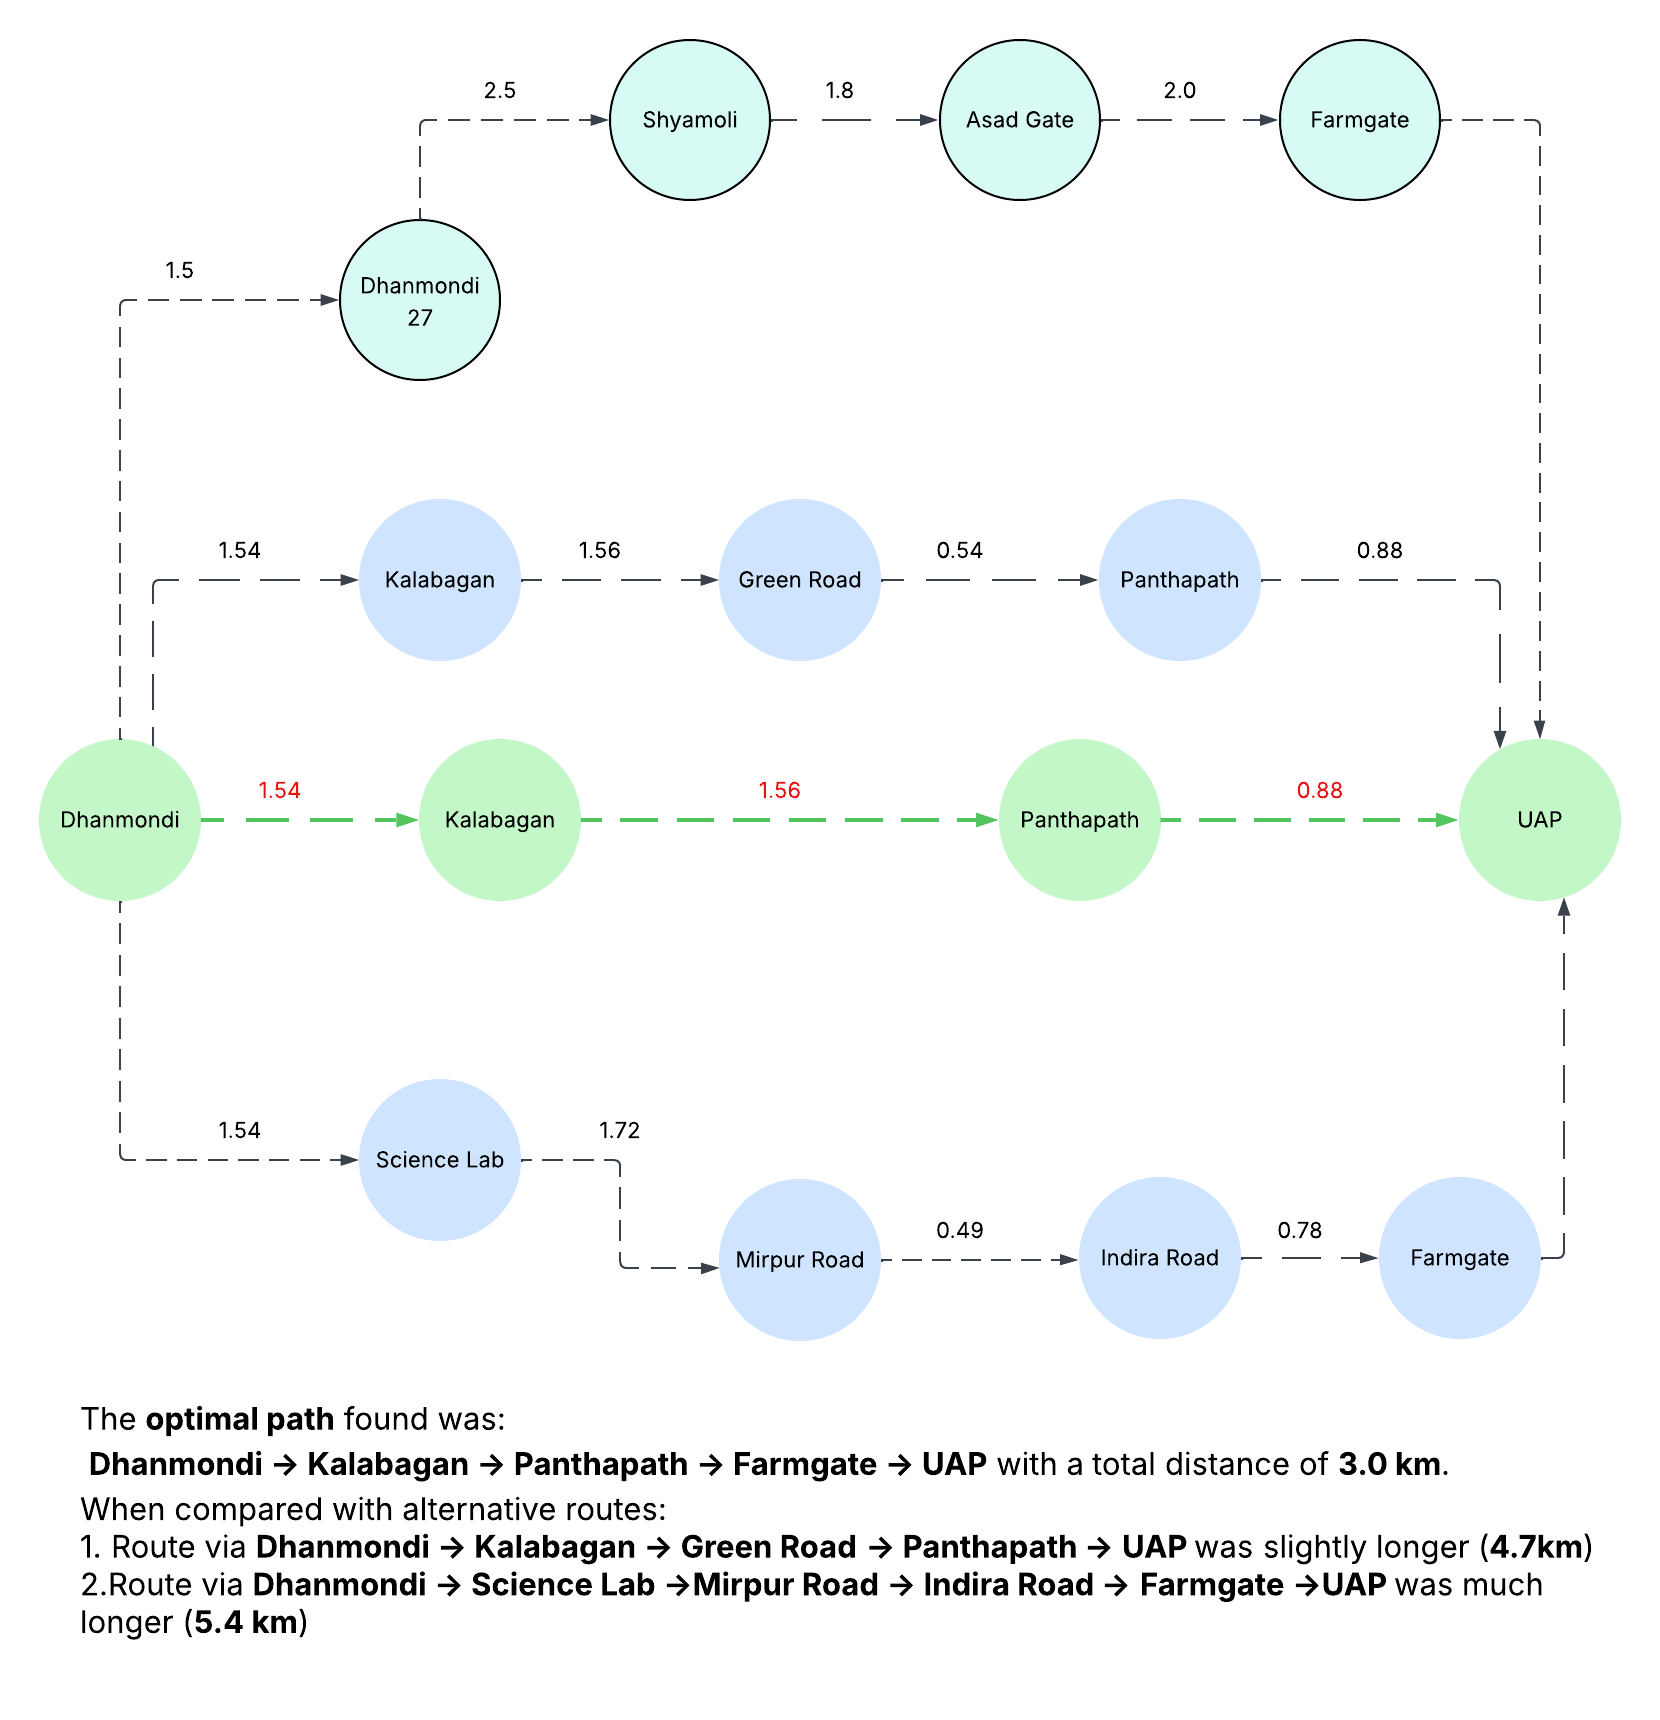 2.5
1.8
2.0
Shyamoli
Asad Gate
Farmgate
1.5
Dhanmondi
27
1.54
1.56
0.54
0.88
Kalabagan
Green Road
Panthapath
1.54
1.56
0.88
Dhanmondi
Kalabagan
Panthapath
UAP
1.54
1.72
Science Lab
0.49
0.78
Mirpur Road
Indira Road
Farmgate
The optimal path found was:
Dhanmondi → Kalabagan → Panthapath → Farmgate → UAP with a total distance of 3.0 km.
When compared with alternative routes:
1. Route via Dhanmondi → Kalabagan → Green Road → Panthapath → UAP was slightly longer (4.7km)
2.Route via Dhanmondi → Science Lab →Mirpur Road → Indira Road → Farmgate →UAP was much
longer (5.4 km)